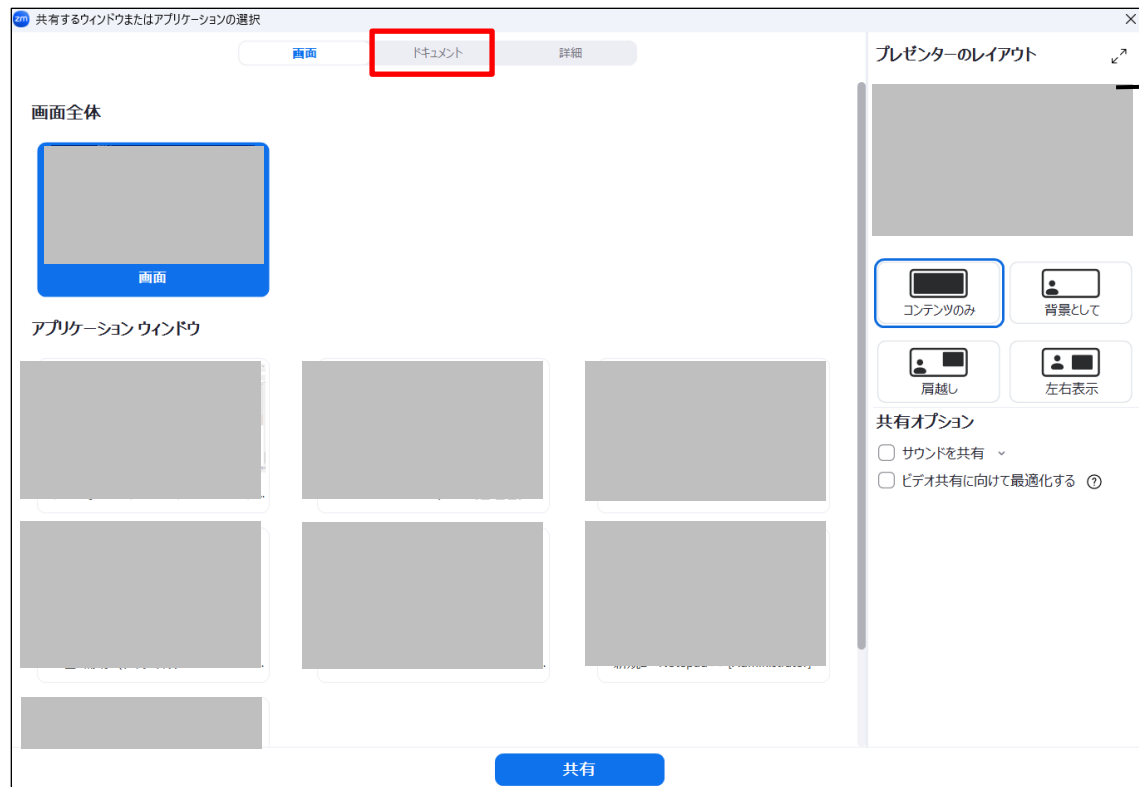 zm 共有するウィンドウまたはアプリケーションの選択
画面 ドキュメント 詳細
画面全体
画面
アプリケーション ウィンドウ
プレゼンターのレイアウト
コンテンツのみ 背景として
肩越し 左右表示
共有オプション
サウンドを共有
ビデオ共有に向けて最適化する
共有